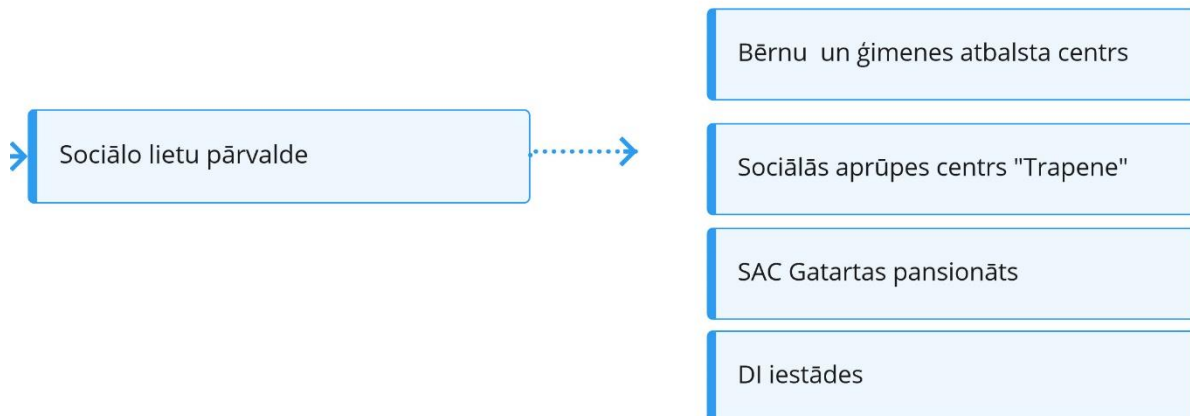 Sociālo lietu pārvalde
Bērnu un ģimenes atbalsta centrs
Sociālās aprūpes centrs "Trapene"
SAC Gatartas pansionāts
DI iestādes